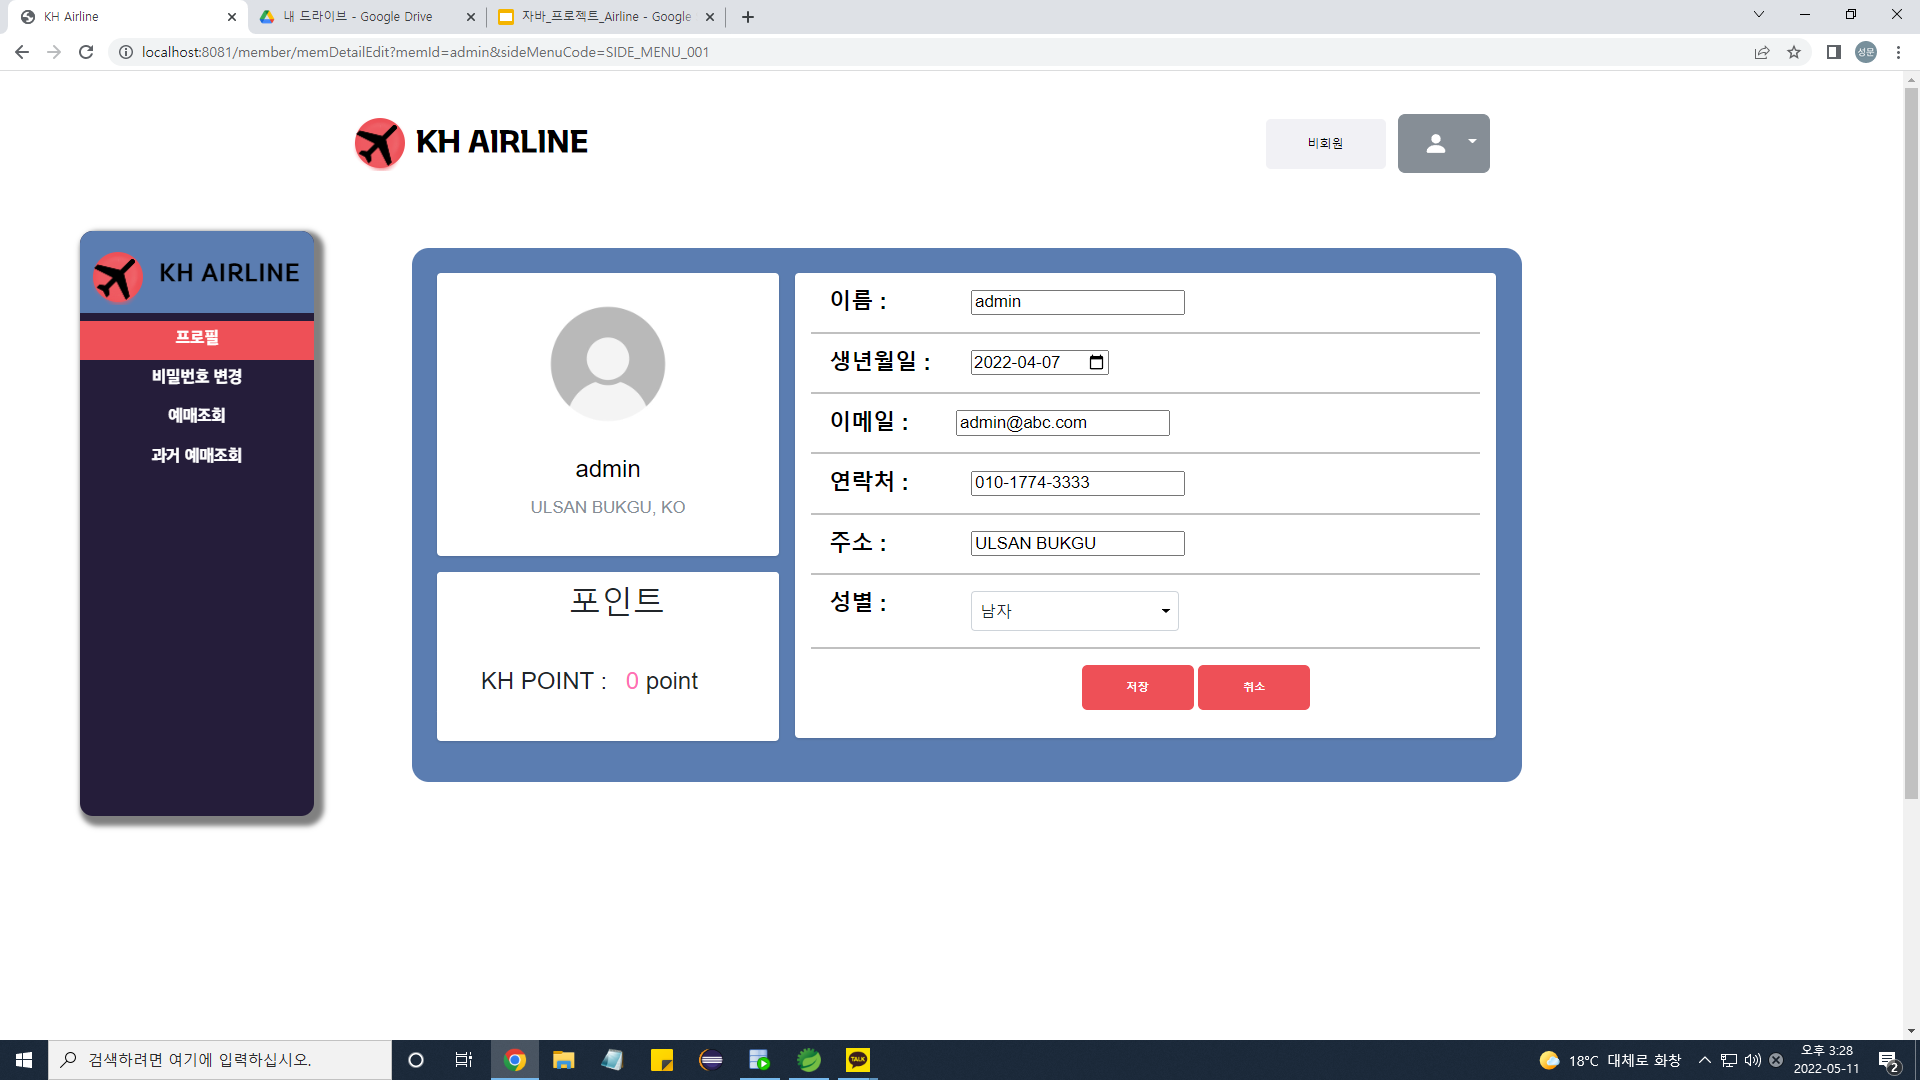 KH Airline
내 드라이브 - Google Drive
자바_프로젝트_Airline - Google
localhost:8081/member/memDetailEdit?memId=admin&sideMenuCode=SIDE_MENU_001
성문
KH AIRLINE
비회원
KH AIRLINE
프로필
비밀번호 변경
예매조회
과거 예매조회
admin
ULSAN BUKGU, KO
포인트
KH POINT : 0 point
이름 : admin
생년월일 : 2022-04-07
이메일 : admin@abc.com
연락처 : 010-1774-3333
주소 : ULSAN BUKGU
성별 : 남자
저장 취소
검색하려면 여기에 입력하십시오.
TALK
18°C 대체로 화창
오후 3:28
2022-05-11
2